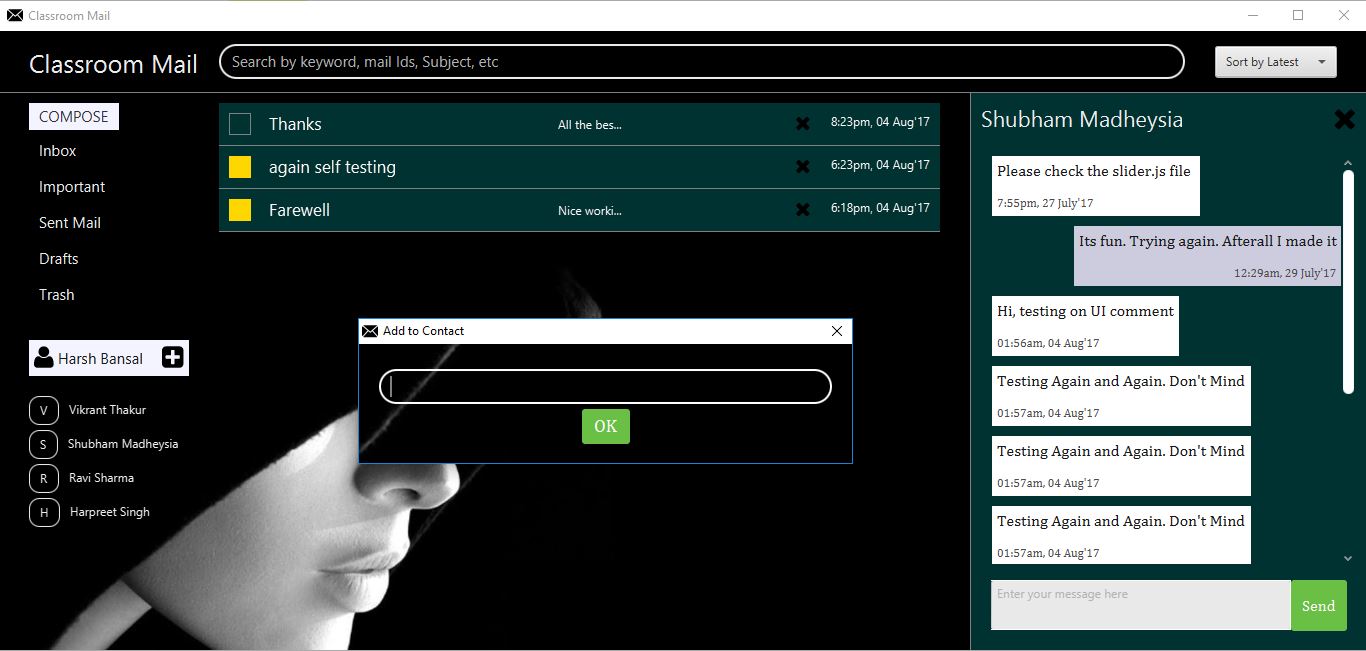 Classroom Mail
Classroom Mail
Search by keyword, mail Ids, Subject, etc
Sort by Latest
COMPOSE
Inbox
Important
Sent Mail
Drafts
Trash
Harsh Bansal
V Vikrant Thakur
S Shubham Madheysia
R Ravi Sharma
H Harpreet Singh
Thanks All the bes... 8:23pm, 04 Aug'17
again self testing 6:23pm, 04 Aug'17
Farewell Nice worki... 6:18pm, 04 Aug'17
Add to Contact
OK
Shubham Madheysia
Please check the slider.js file
7:55pm, 27 July'17
Its fun. Trying again. Afterall I made it
12:29am, 29 July'17
Hi, testing on UI comment
01:56am, 04 Aug'17
Testing Again and Again. Don't Mind
01:57am, 04 Aug'17
Testing Again and Again. Don't Mind
01:57am, 04 Aug'17
Testing Again and Again. Don't Mind
01:57am, 04 Aug'17
Enter your message here
Send